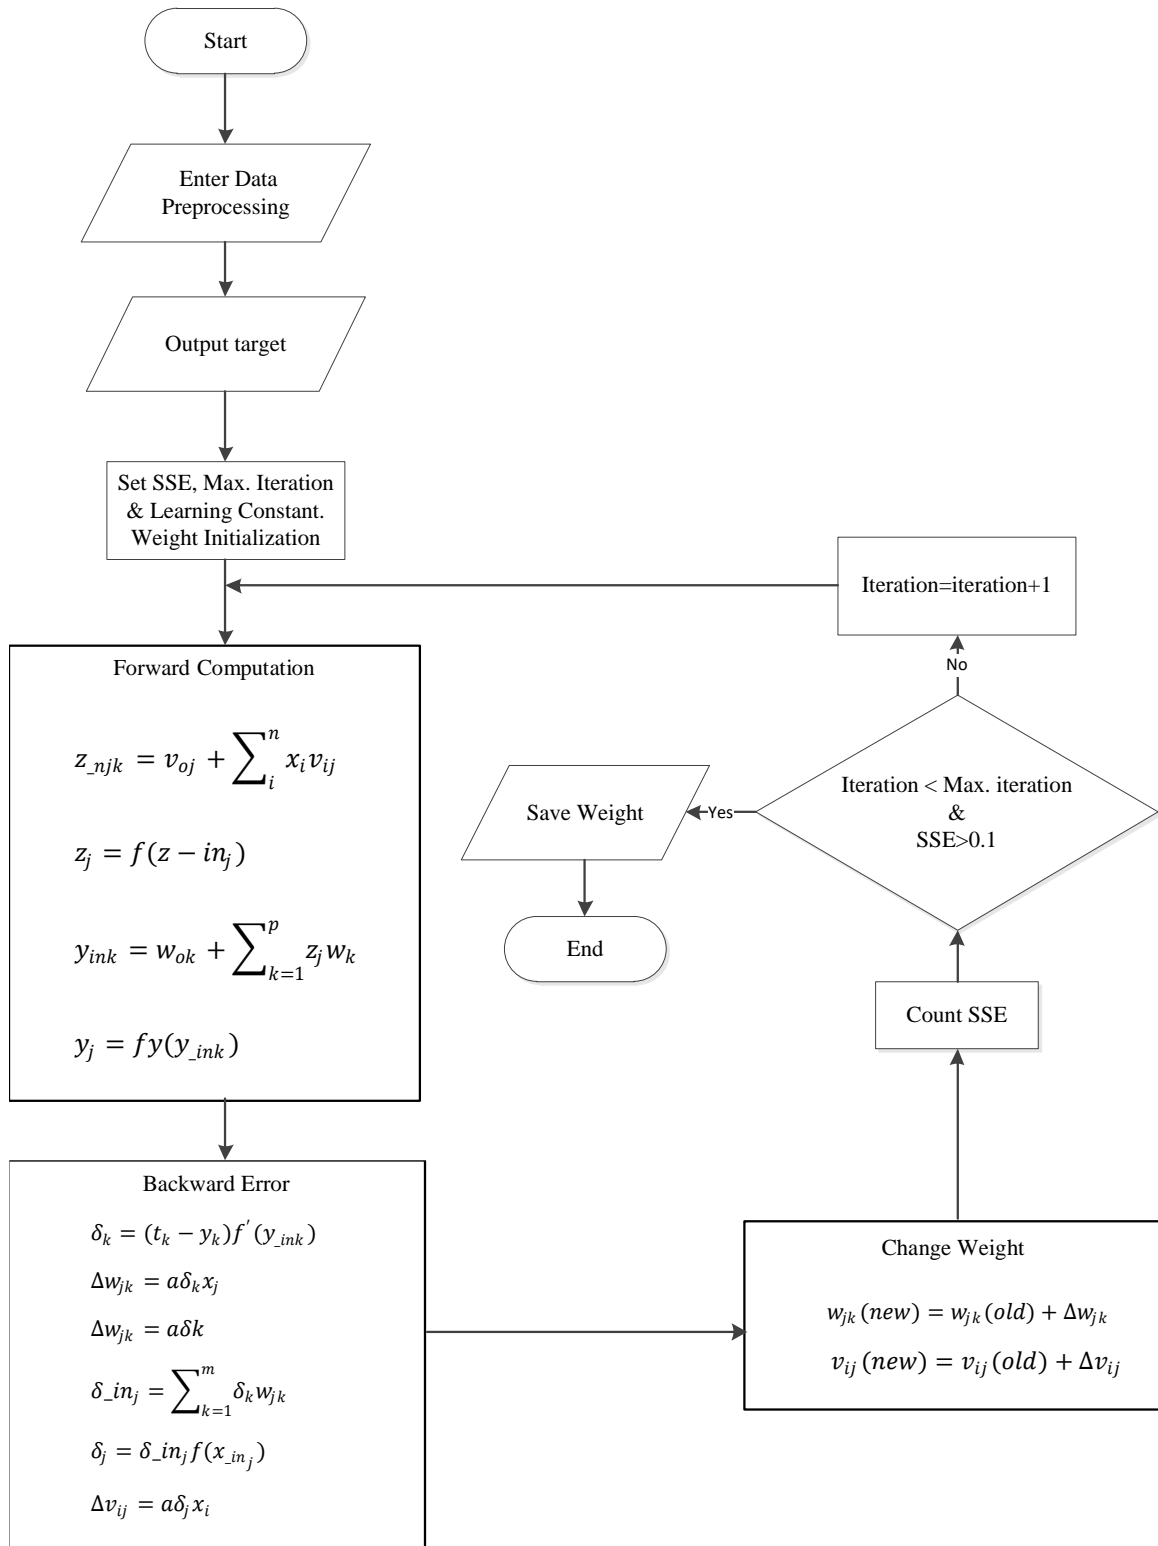 Start
Enter Data
Preprocessing
Output target
Set SSE, Max. Iteration
& Learning Constant.
Weight Initialization
Iteration=iteration+1
No
Forward Computation
z_njk = v_oj + ∑_i^n x_i v_ij
z_j = f(z − in_j)
y_ink = w_ok + ∑_{k=1}^p z_j w_k
y_j = fy(y_ink)
Iteration < Max. iteration
&
SSE>0.1
Yes
Save Weight
End
Count SSE
Backward Error
δ_k = (t_k − y_k)f′(y_ink)
Δw_jk = aδ_k x_j
Δw_jk = aδk
δ_in_j = ∑_{k=1}^m δ_k w_jk
δ_j = δ_in_j f(x_in_j)
Δv_ij = aδ_j x_i
Change Weight
w_jk(new) = w_jk(old) + Δw_jk
v_ij(new) = v_ij(old) + Δv_ij